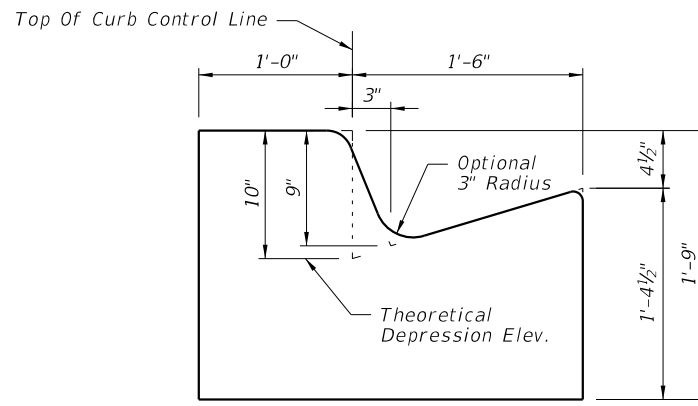 Top Of Curb Control Line
1'-0"
1'-6"
3"
Optional
3" Radius
4½"
10"
9"
1'-4½"
1'-9"
Theoretical
Depression Elev.